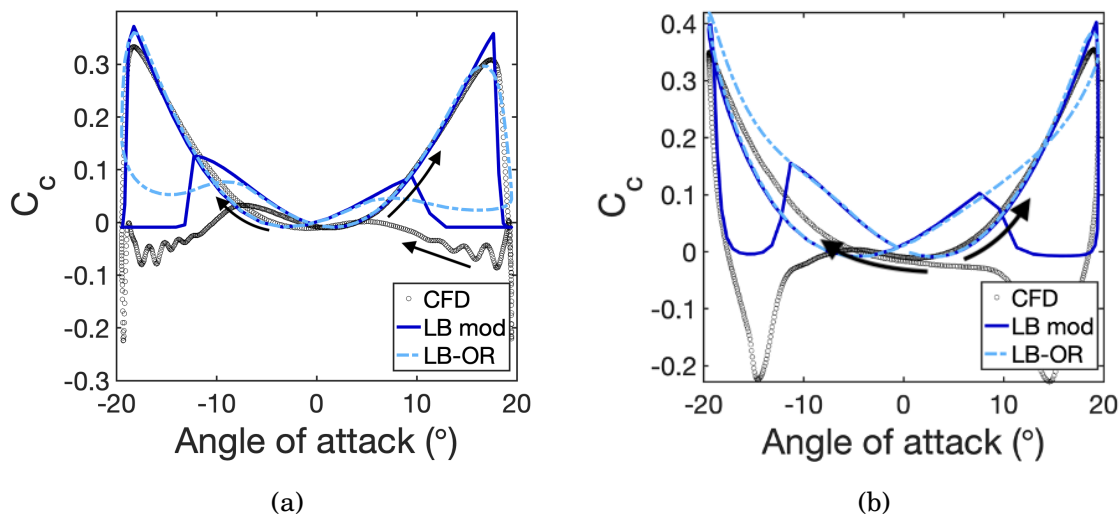 0.3
0.2
0.1
0
-0.1
-0.2
-0.3
C_c
-20 -10 0 10 20
Angle of attack (°)
CFD
LB mod
LB-OR
(a)
0.4
0.3
0.2
0.1
0
-0.1
-0.2
C_c
-20 -10 0 10 20
Angle of attack (°)
CFD
LB mod
LB-OR
(b)